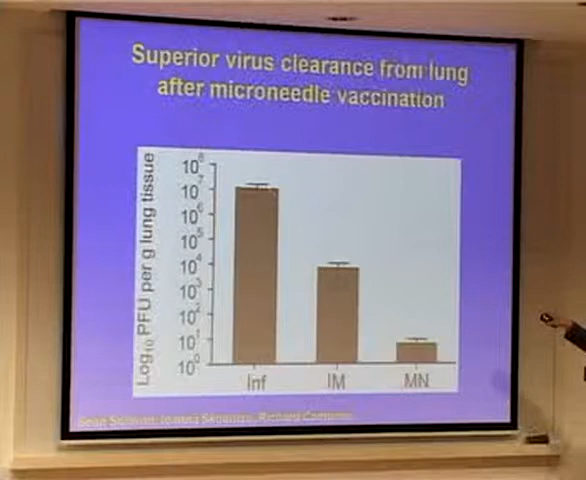 Superior virus clearance from lung
after microneedle vaccination
Log₁₀ PFU per g lung tissue
10⁸
10⁷
10⁶
10⁵
10⁴
10³
10²
10¹
10⁰
Inf IM MN
Richard